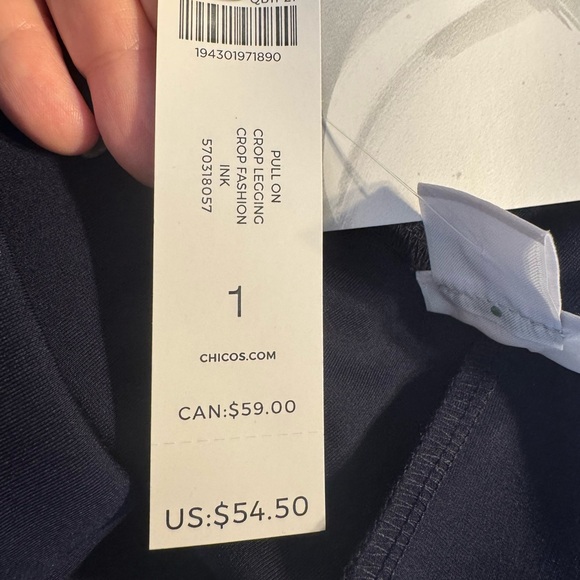 194301971890
PULL ON
CROP LEGGING
CROP FASHION
INK
570318057
1
CHICOS.COM
CAN:$59.00
US:$54.50